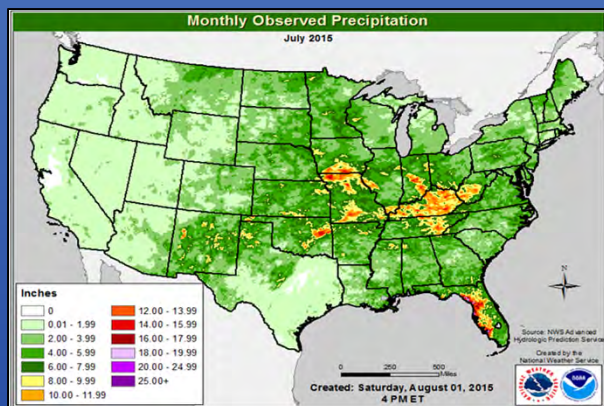 Monthly Observed Precipitation
July 2015
Inches
0
0.01 - 1.99
2.00 - 3.99
4.00 - 5.99
6.00 - 7.99
8.00 - 9.99
10.00 - 11.99
12.00 - 13.99
14.00 - 15.99
16.00 - 17.99
18.00 - 19.99
20.00 - 24.99
25.00+
0
500
Miles
Created: Saturday, August 01, 2015
4 PM ET
N
Source: NWS Advanced
Hydrologic Prediction Service
Created by the
National Weather Service